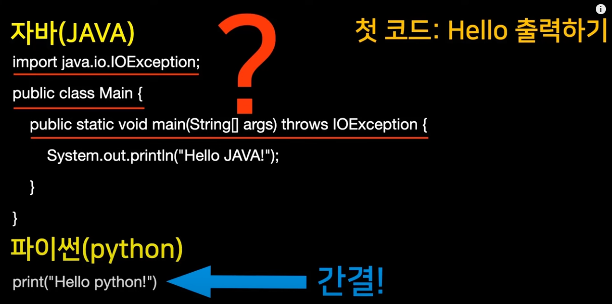 자바(JAVA)
첫 코드: Hello 출력하기
import java.io.IOException;
?
public class Main {
public static void main(String[] args) throws IOException {
System.out.println("Hello JAVA!");
}
}
파이썬(python)
print("Hello python!")
간결!